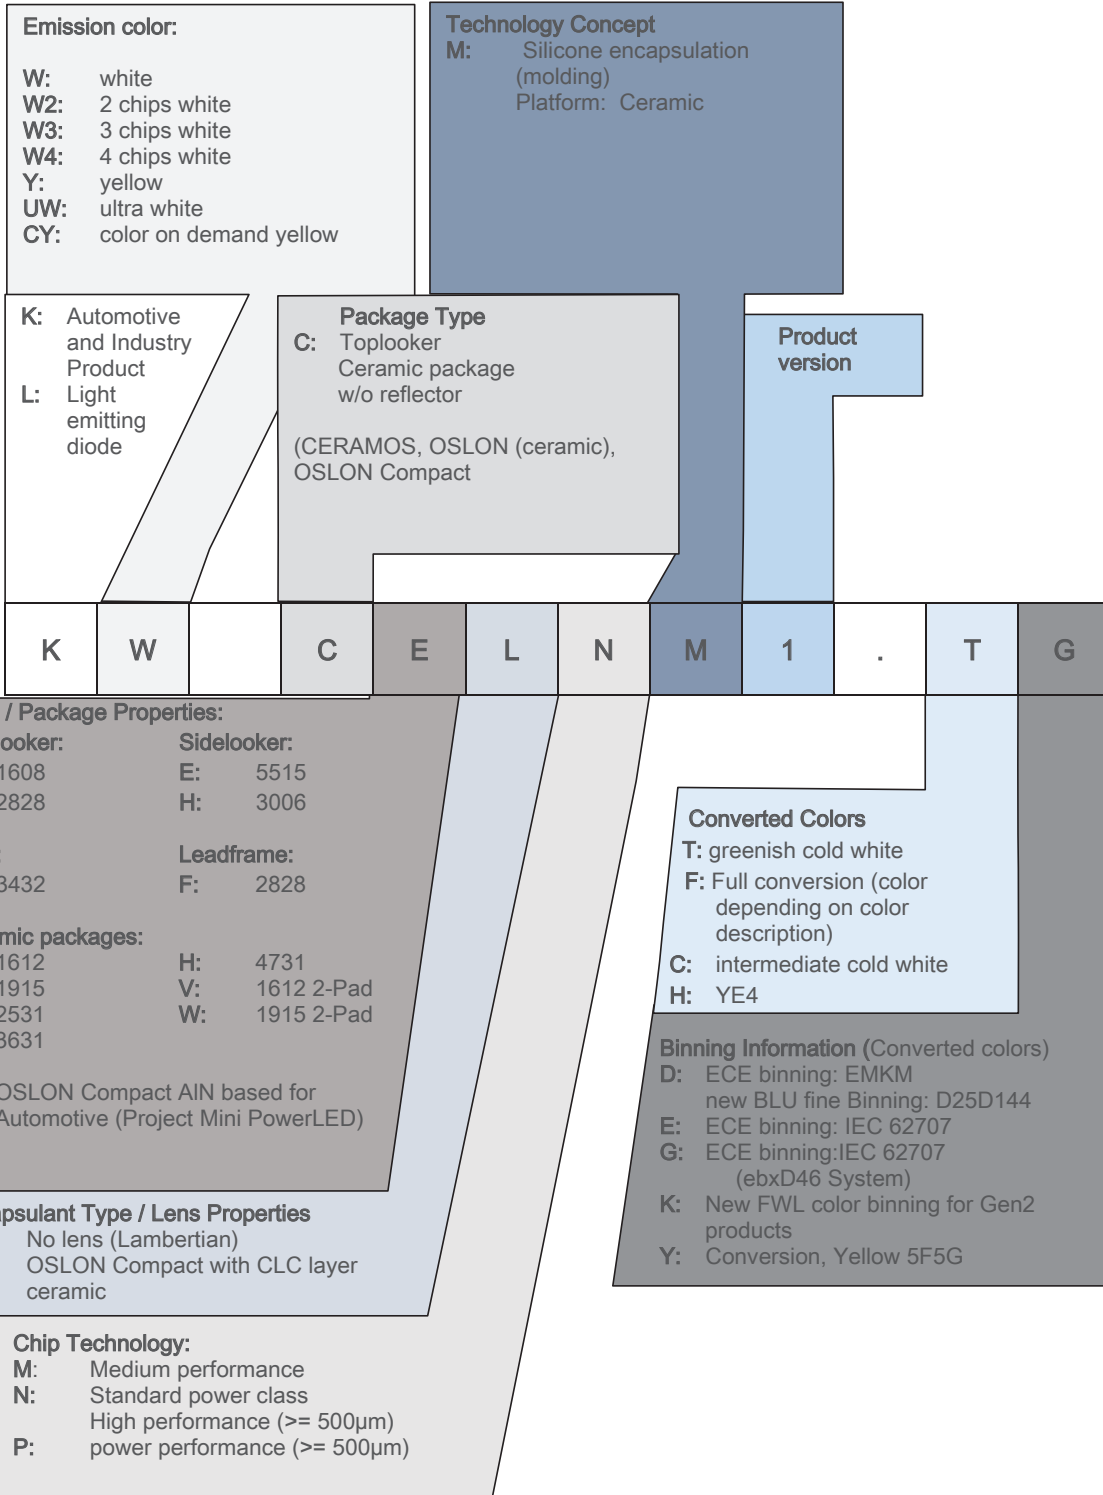 Emission color:
W: white
W2: 2 chips white
W3: 3 chips white
W4: 4 chips white
Y: yellow
UW: ultra white
CY: color on demand yellow
Technology Concept
M: Silicone encapsulation
(molding)
Platform: Ceramic
K: Automotive
and Industry
Product
L: Light
emitting
diode
Package Type
C: Toplooker
Ceramic package
w/o reflector
(CERAMOS, OSLON (ceramic),
OSLON Compact
Product
version
K W C E L N M 1 . T G
/ Package Properties:
ooker: Sidelooker:
1608 E: 5515
2828 H: 3006
: Leadframe:
3432 F: 2828
mic packages:
1612 H: 4731
1915 V: 1612 2-Pad
2531 W: 1915 2-Pad
3631
OSLON Compact AIN based for
Automotive (Project Mini PowerLED)
apsulant Type / Lens Properties
No lens (Lambertian)
OSLON Compact with CLC layer
ceramic
Chip Technology:
M: Medium performance
N: Standard power class
High performance (>= 500µm)
P: power performance (>= 500µm)
Converted Colors
T: greenish cold white
F: Full conversion (color
depending on color
description)
C: intermediate cold white
H: YE4
Binning Information (Converted colors)
D: ECE binning: EMKM
new BLU fine Binning: D25D144
E: ECE binning: IEC 62707
G: ECE binning:IEC 62707
(ebxD46 System)
K: New FWL color binning for Gen2
products
Y: Conversion, Yellow 5F5G